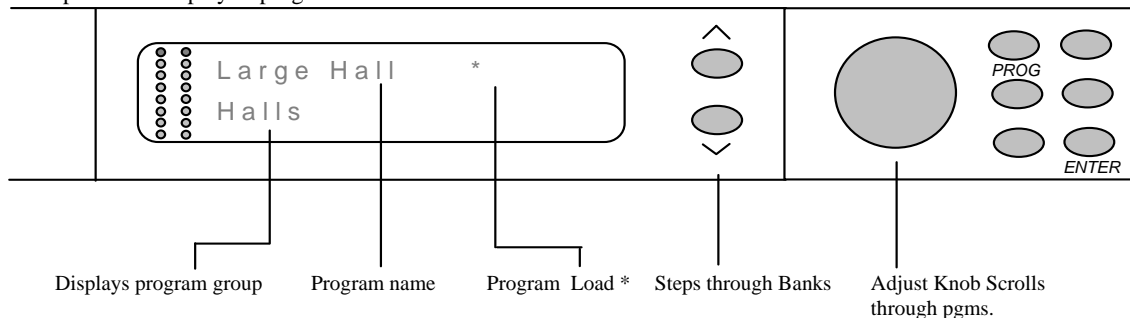 Large Hall *
Halls
PROG
ENTER
Displays program group
Program name
Program Load *
Steps through Banks
Adjust Knob Scrolls
through pgms.